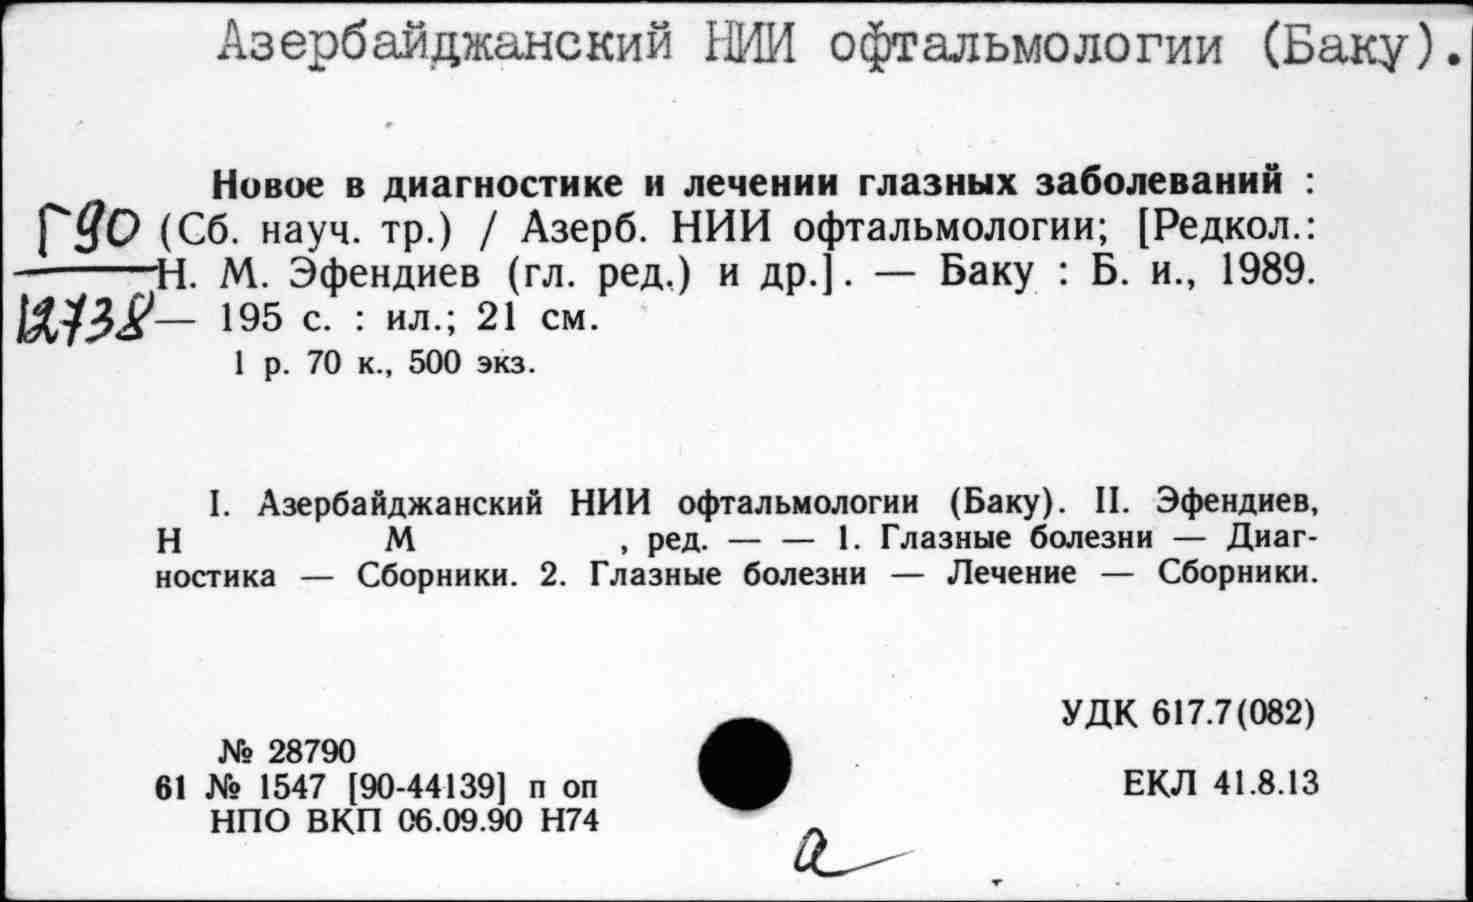 Азербайджанский НИИ офтальмологии (Баку).
Новое в диагностике и лечении глазных заболеваний :
Г90 (Сб. науч. тр.) / Азерб. НИИ офтальмологии; [Редкол.:
Н. М. Эфендиев (гл. ред.) и др.]. — Баку : Б. и., 1989.
— 195 с. : ил.; 21 см.
1 р. 70 к., 500 экз.
I. Азербайджанский НИИ офтальмологии (Баку). II. Эфендиев,
Н М , ред. — — 1. Глазные болезни — Диаг-
ностика — Сборники. 2. Глазные болезни — Лечение — Сборники.
УДК 617.7(082)
№ 28790
61 № 1547 [90-44139] п оп
ЕКЛ 41.8.13
НПО ВКП 06.09.90 Н74